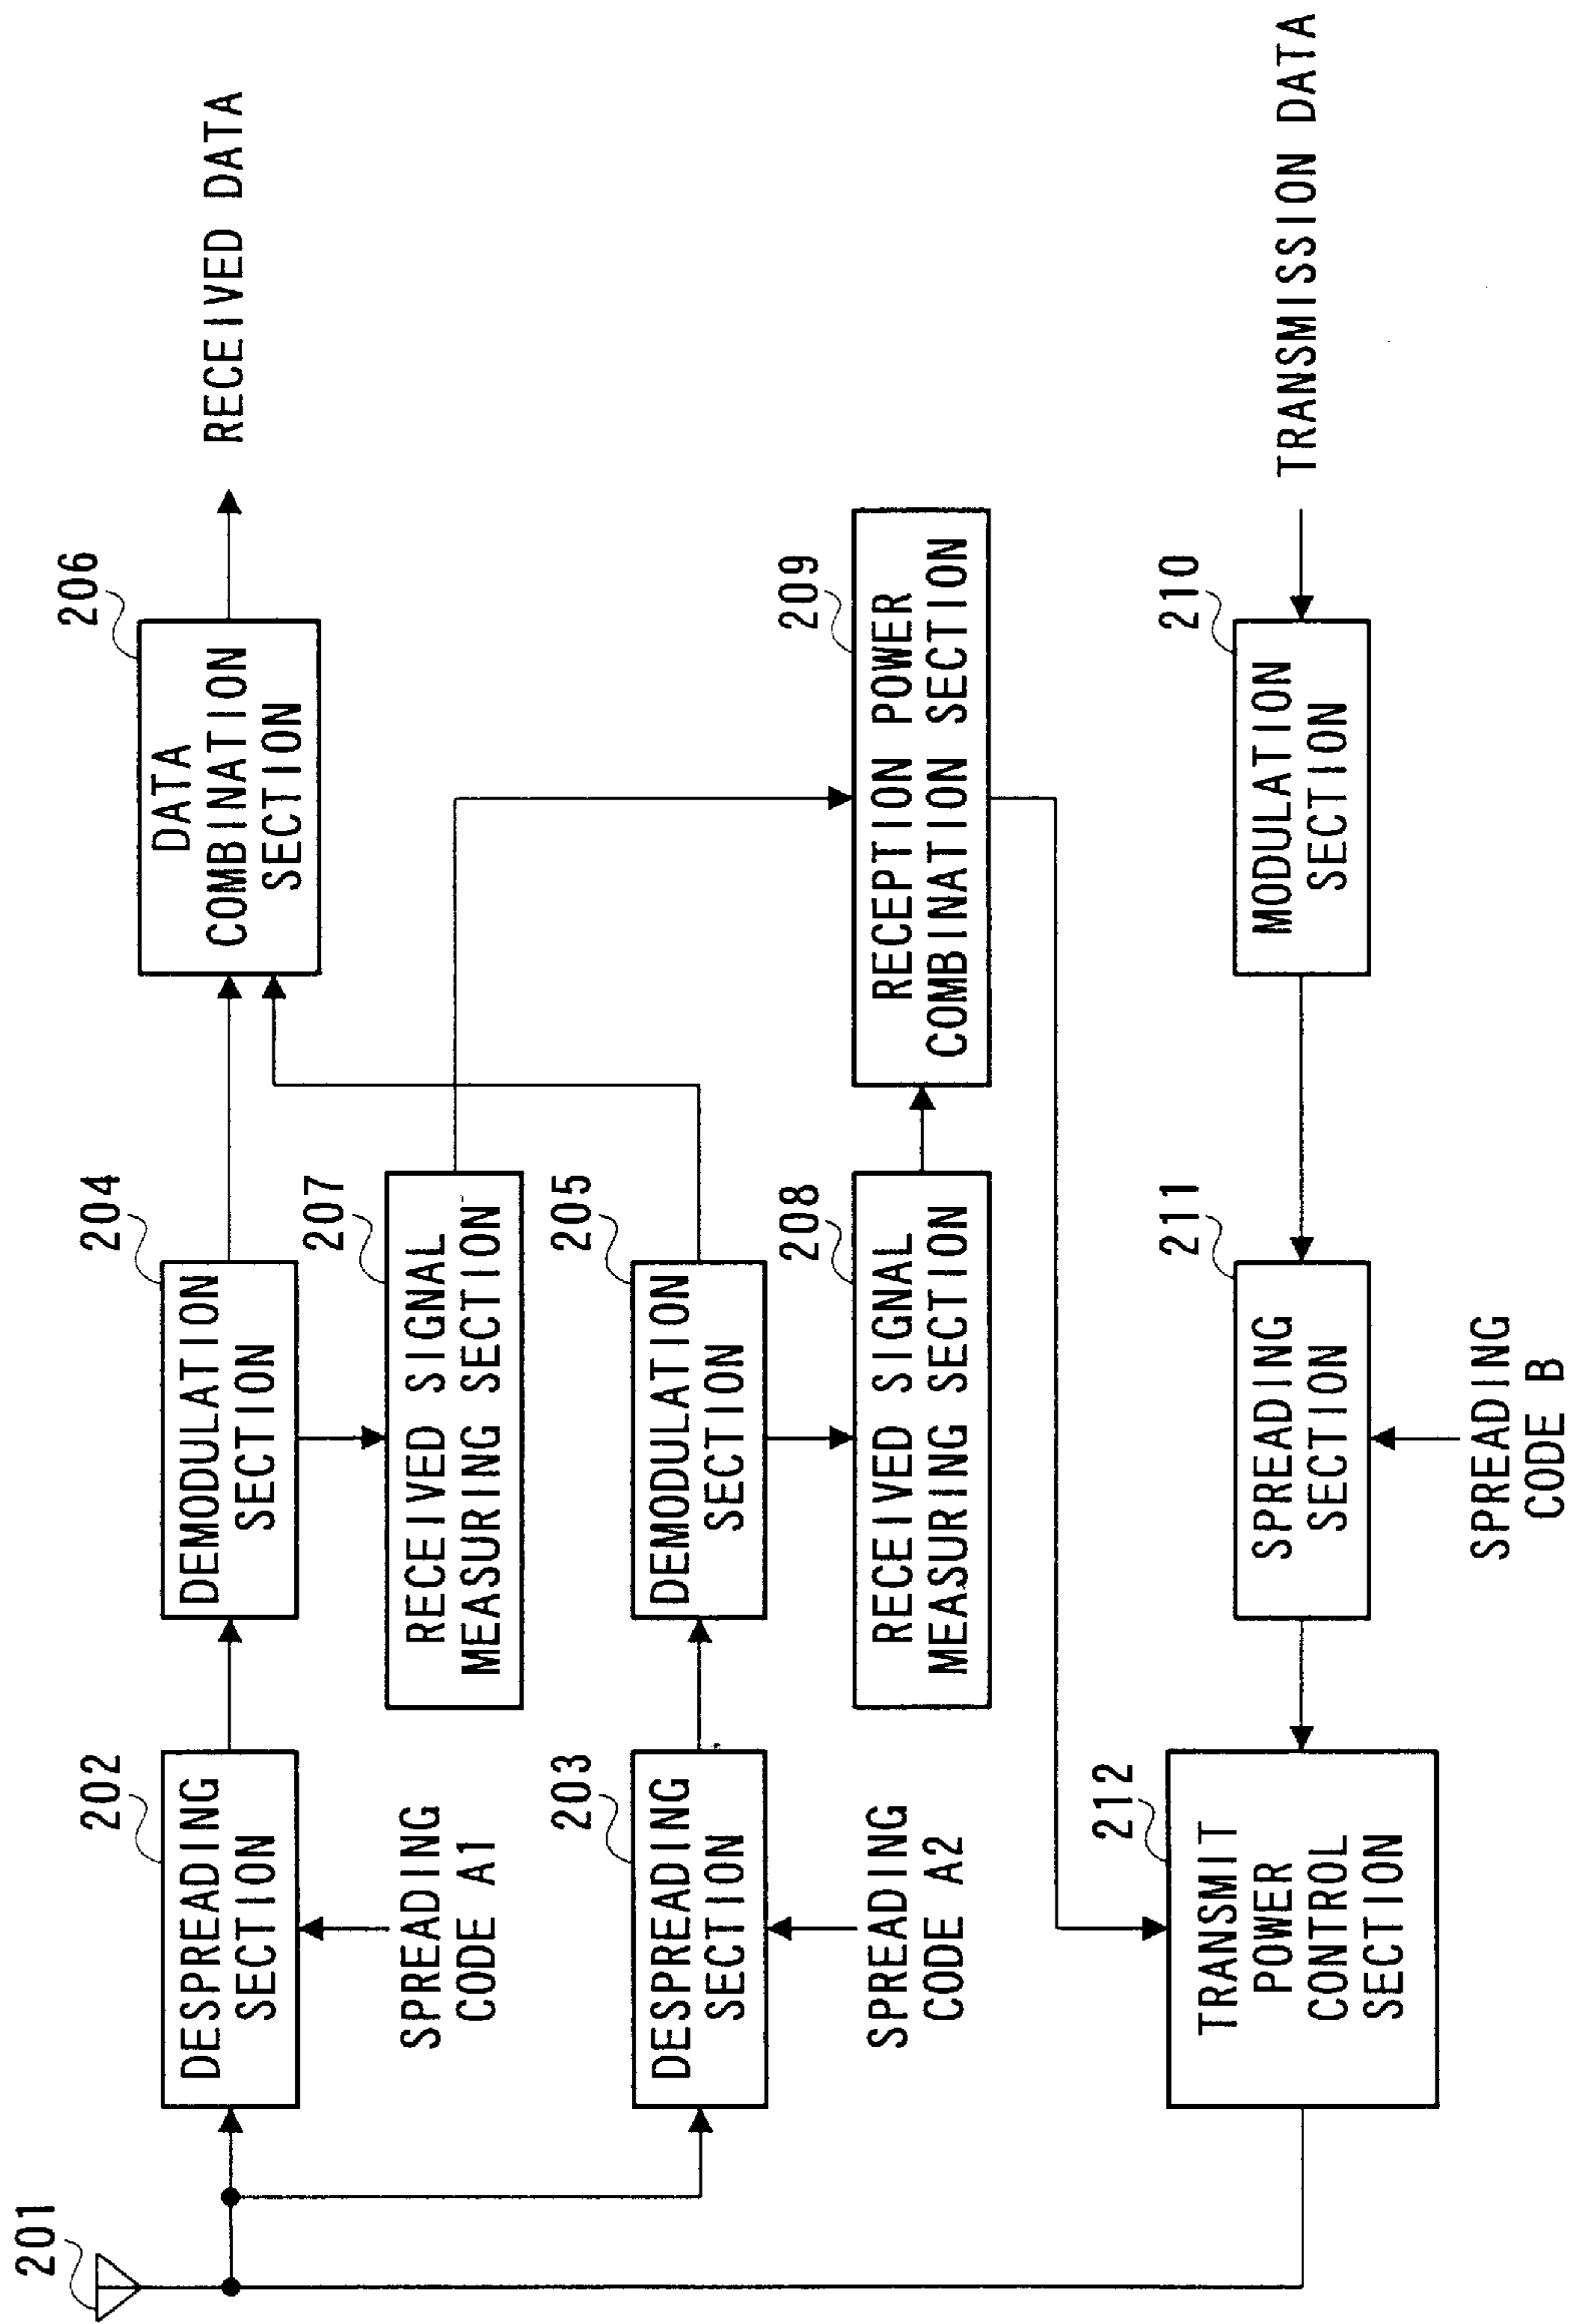 201
202
DESPREADING
SECTION
SPREADING
CODE A1
204
DEMODULATION
SECTION
207
RECEIVED SIGNAL
MEASURING SECTION
206
DATA
COMBINATION
SECTION
RECEIVED DATA
203
DESPREADING
SECTION
SPREADING
CODE A2
205
DEMODULATION
SECTION
208
RECEIVED SIGNAL
MEASURING SECTION
209
RECEPTION POWER
COMBINATION SECTION
212
TRANSMIT
POWER
CONTROL
SECTION
211
SPREADING
SECTION
SPREADING
CODE B
210
MODULATION
SECTION
TRANSMISSION DATA